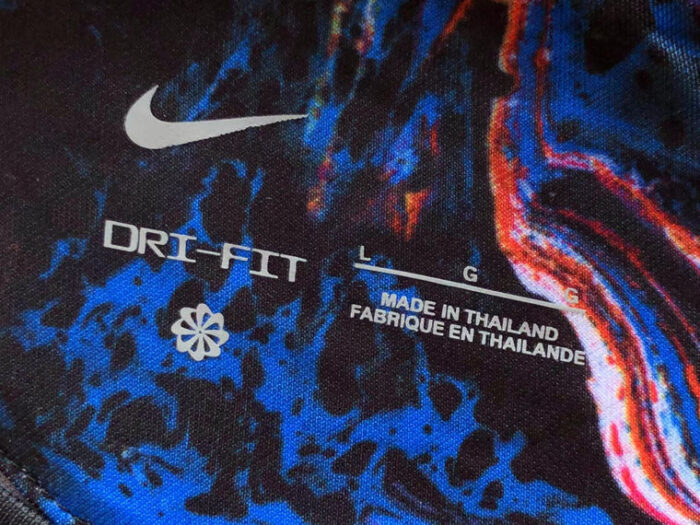 DRI-FIT
L G G
MADE IN THAILAND
FABRIQUE EN THAILANDE